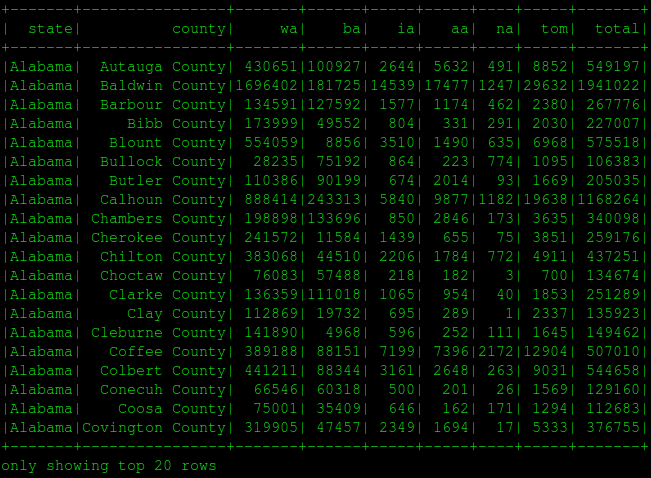 +-------+----------------+-------+------+-----+-----+----+-----+-------+
|  state|          county|     wa|    ba|   ia|   aa|  na|  tom|  total|
+-------+----------------+-------+------+-----+-----+----+-----+-------+
|Alabama|  Autauga County| 430651|100927| 2644| 5632| 491| 8852| 549197|
|Alabama|  Baldwin County|1696402|181725|14539|17477|1247|29632|1941022|
|Alabama|  Barbour County| 134591|127592| 1577| 1174| 462| 2380| 267776|
|Alabama|     Bibb County| 173999| 49552|  804|  331| 291| 2030| 227007|
|Alabama|   Blount County| 554059|  8856| 3510| 1490| 635| 6968| 575518|
|Alabama|  Bullock County|  28235| 75192|  864|  223| 774| 1095| 106383|
|Alabama|   Butler County| 110386| 90199|  674| 2014|  93| 1669| 205035|
|Alabama|  Calhoun County| 888414|243313| 5840| 9877|1182|19638|1168264|
|Alabama| Chambers County| 198898|133696|  850| 2846| 173| 3635| 340098|
|Alabama| Cherokee County| 241572| 11584| 1439|  655|  75| 3851| 259176|
|Alabama|  Chilton County| 383068| 44510| 2206| 1784| 772| 4911| 437251|
|Alabama|  Choctaw County|  76083| 57488|  218|  182|   3|  700| 134674|
|Alabama|   Clarke County| 136359|111018| 1065|  954|  40| 1853| 251289|
|Alabama|     Clay County| 112869| 19732|  695|  289|   1| 2337| 135923|
|Alabama| Cleburne County| 141890|  4968|  596|  252| 111| 1645| 149462|
|Alabama|   Coffee County| 389188| 88151| 7199| 7396|2172|12904| 507010|
|Alabama|  Colbert County| 441211| 88344| 3161| 2648| 263| 9031| 544658|
|Alabama|  Conecuh County|  66546| 60318|  500|  201|  26| 1569| 129160|
|Alabama|    Coosa County|  75001| 35409|  646|  162| 171| 1294| 112683|
|Alabama|Covington County| 319905| 47457| 2349| 1694|  17| 5333| 376755|
+-------+----------------+-------+------+-----+-----+----+-----+-------+
only showing top 20 rows